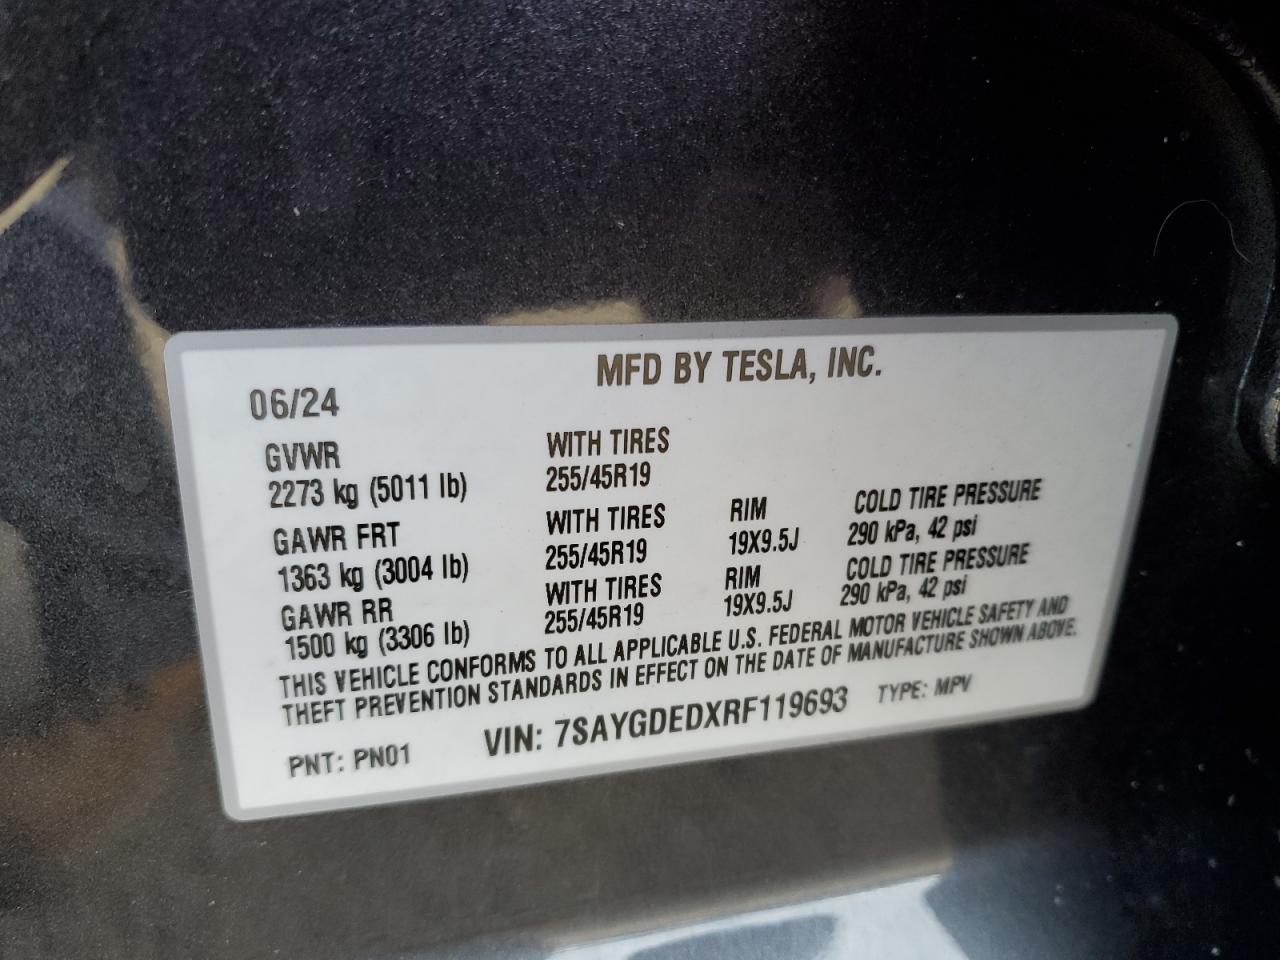 MFD BY TESLA, INC.
06/24
GVWR WITH TIRES
2273 kg (5011 lb) 255/45R19
GAWR FRT WITH TIRES RIM COLD TIRE PRESSURE
1363 kg (3004 lb) 255/45R19 19X9.5J 290 kPa, 42 psi
GAWR RR WITH TIRES RIM COLD TIRE PRESSURE
1500 kg (3306 lb) 255/45R19 19X9.5J 290 kPa, 42 psi
THIS VEHICLE CONFORMS TO ALL APPLICABLE U.S. FEDERAL MOTOR VEHICLE SAFETY AND
THEFT PREVENTION STANDARDS IN EFFECT ON THE DATE OF MANUFACTURE SHOWN ABOVE.
PNT: PN01 VIN: 7SAYGDEDXRF119693 TYPE: MPV